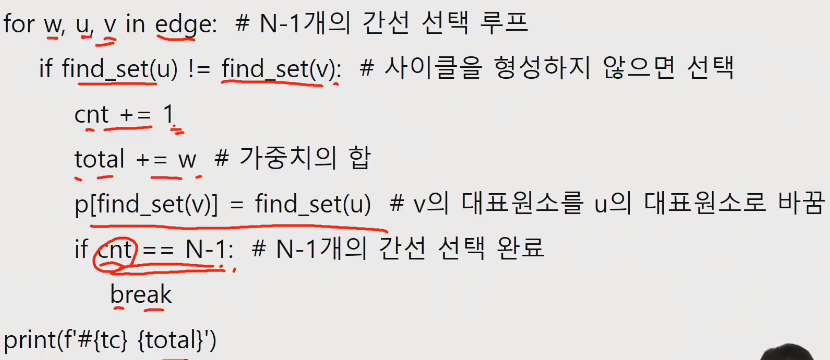 for w, u, v in edge: # N-1개의 간선 선택 루프
if find_set(u) != find_set(v): # 사이클을 형성하지 않으면 선택
cnt += 1
total += w # 가중치의 합
p[find_set(v)] = find_set(u) # v의 대표원소를 u의 대표원소로 바꿈
if cnt == N-1: # N-1개의 간선 선택 완료
break
print(f'#{tc} {total}')